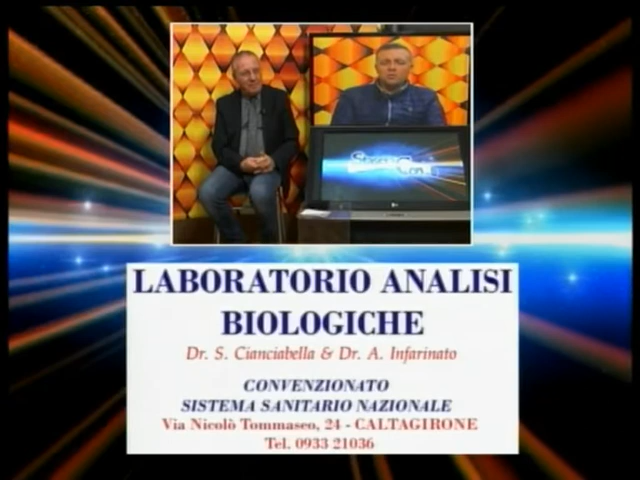 LABORATORIO ANALISI
BIOLOGICHE
Dr. S. Cianciabella & Dr. A. Infarinato
CONVENZIONATO
SISTEMA SANITARIO NAZIONALE
Via Nicolò Tommaseo, 24 - CALTAGIRONE
Tel. 0933 21036